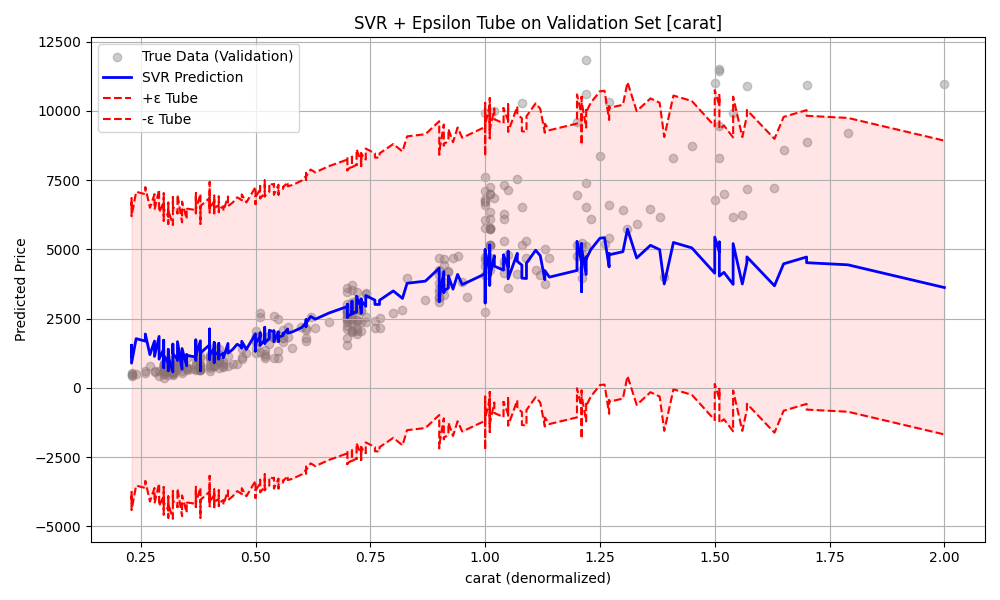 SVR + Epsilon Tube on Validation Set [carat]
True Data (Validation)
SVR Prediction
+ε Tube
-ε Tube
Predicted Price
12500
10000
7500
5000
2500
0
−2500
−5000
0.25 0.50 0.75 1.00 1.25 1.50 1.75 2.00
carat (denormalized)